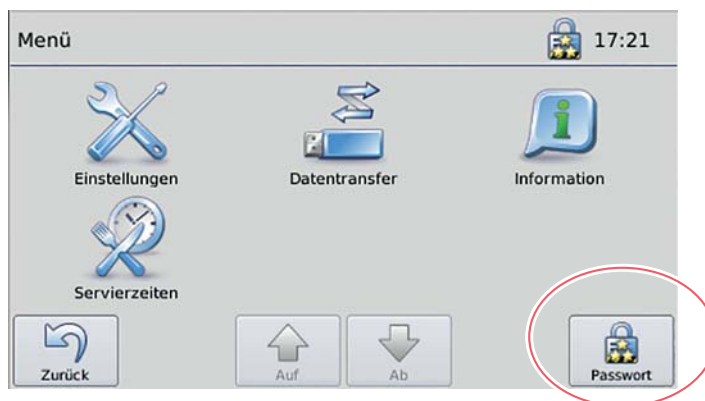 Menü 17:21
Einstellungen Datentransfer Information
Servierzeiten
Zurück Auf Ab Passwort